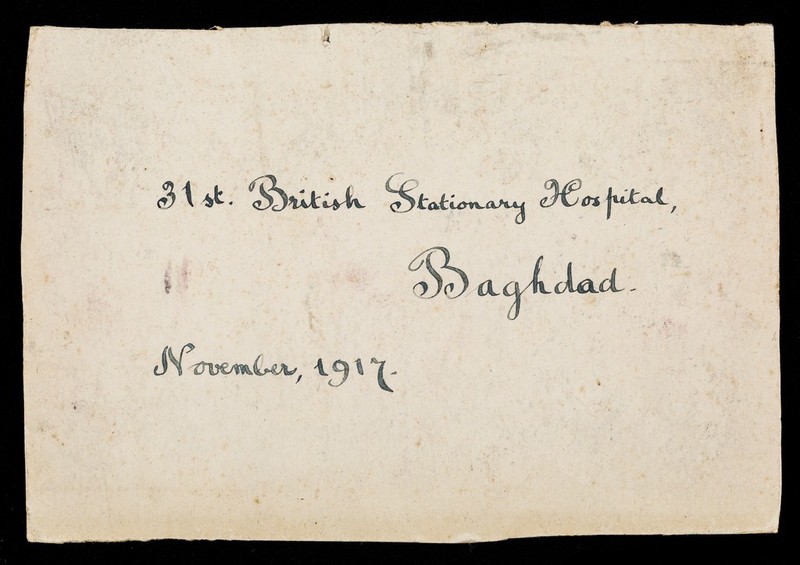 31st. British Stationary Hospital,
Baghdad.
November, 1917.